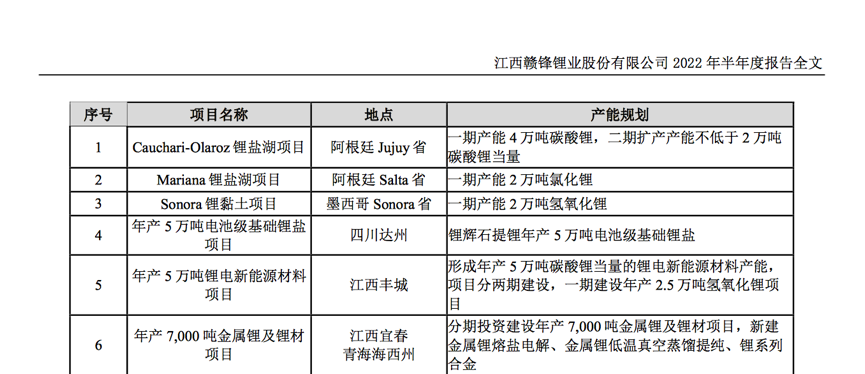 江西赣锋锂业股份有限公司 2022 年半年度报告全文
序号 项目名称 地点 产能规划
1 Cauchari-Olaroz 锂盐湖项目 阿根廷 Jujuy 省 一期产能 4 万吨碳酸锂，二期扩产产能不低于 2 万吨
碳酸锂当量
2 Mariana 锂盐湖项目 阿根廷 Salta 省 一期产能 2 万吨氯化锂
3 Sonora 锂黏土项目 墨西哥 Sonora 省 一期产能 2 万吨氢氧化锂
4 年产 5 万吨电池级基础锂盐
项目 四川达州 锂辉石提锂年产 5 万吨电池级基础锂盐
5 年产 5 万吨锂电新能源材料
项目 江西丰城 形成年产 5 万吨碳酸锂当量的锂电新能源材料产能，
项目分两期建设，一期建设年产 2.5 万吨氢氧化锂项
目
6 年产 7,000 吨金属锂及锂材
项目 江西宜春
青海海西州 分期投资建设年产 7,000 吨金属锂及锂材项目，新建
金属锂熔盐电解、金属锂低温真空蒸馏提纯、锂系列
合金